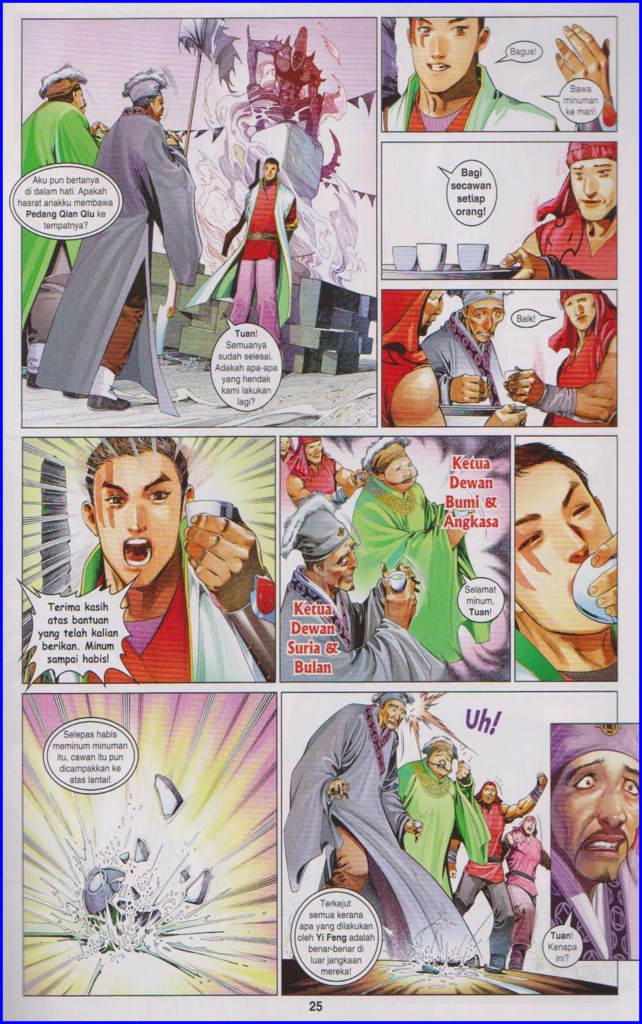 Aku pun bertanya
di dalam hati: Apakah
hasrat anakku membawa
Pedang Qian Qiu ke
tempatnya?
Tuan!
Semuanya
sudah selesai.
Adakah apa-apa
yang hendak
kami lakukan
lagi?
Bagus!
Bawa
minuman
ke mari!
Bagi
secawan
setiap
orang!
Baik!
Terima kasih
atas bantuan
yang telah kalian
berikan. Minum
sampai habis!
Ketua
Dewan
Bumi &
Angkasa
Ketua
Dewan
Suria &
Bulan
Selamat
minum,
Tuan!
Selepas habis
meminum minuman
itu, cawan itu pun
dicampakkan ke
atas lantai!
Uh!
Terkejut
semua kerana
apa yang dilakukan
oleh Yi Feng adalah
benar-benar di
luar jangkaan
mereka!
Tuan!
Kenapa
ini?
25